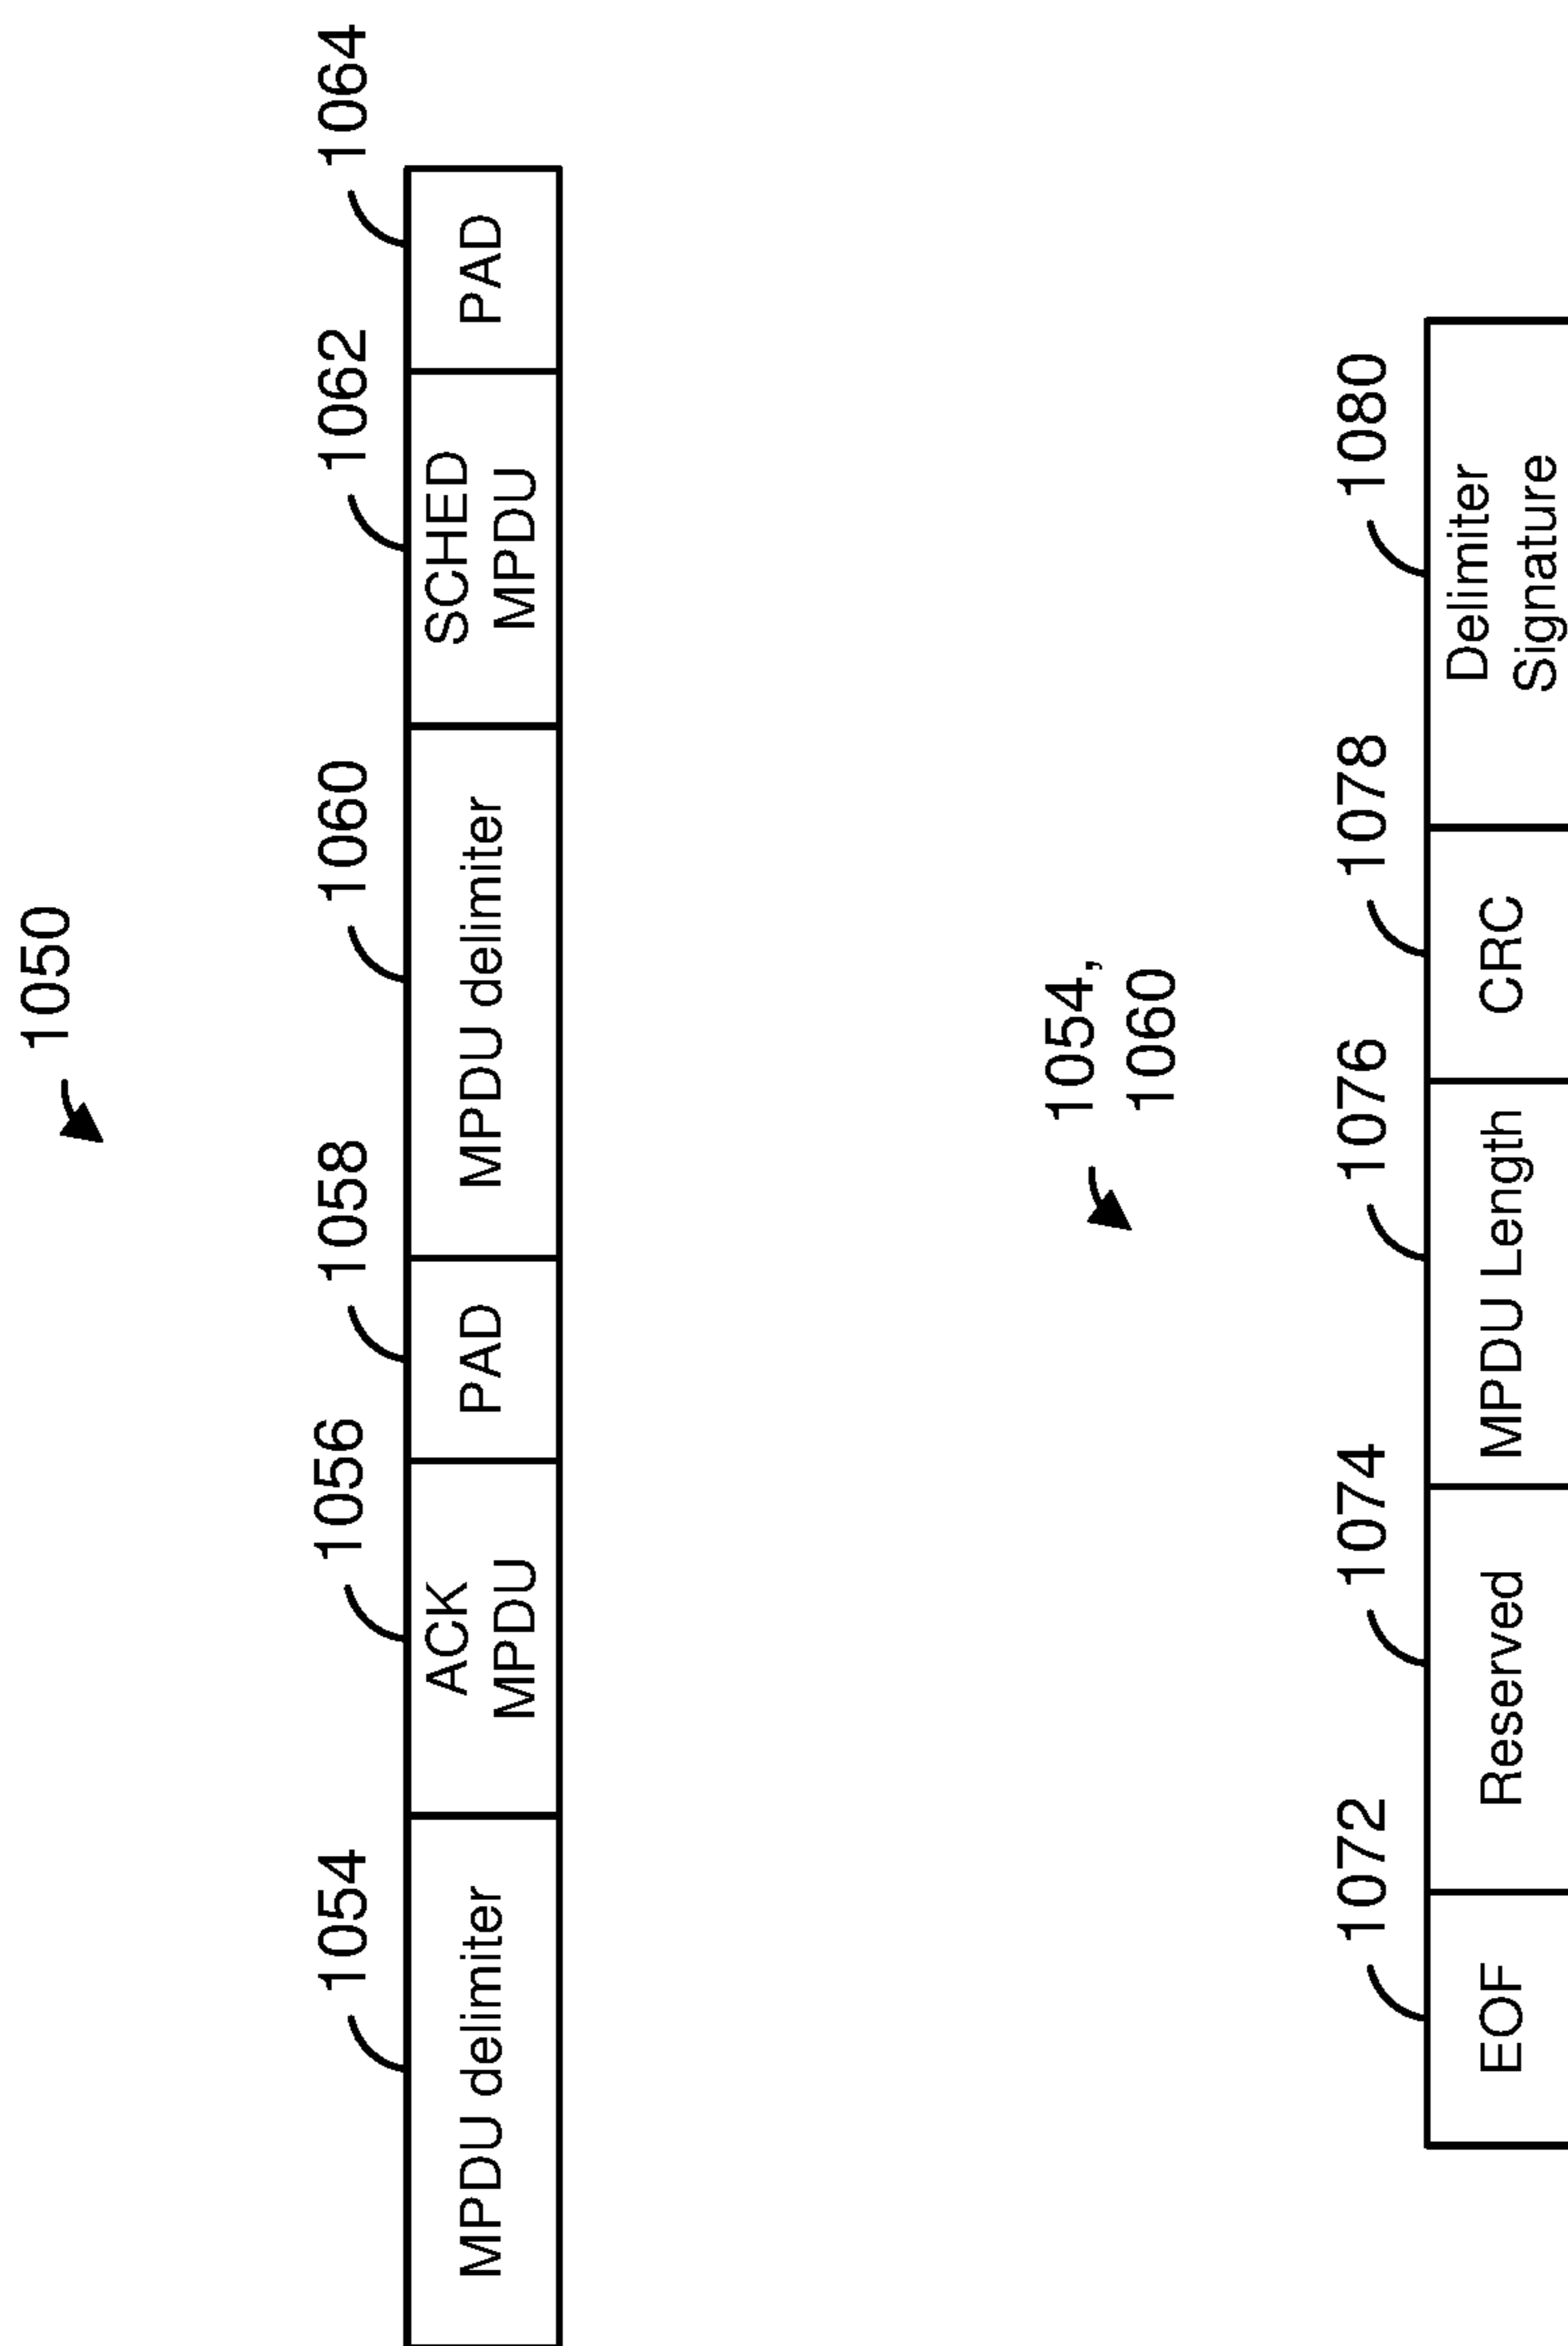 1050
1054
1056
1058
1060
1062
1064
MPDU delimiter
ACK
MPDU
PAD
MPDU delimiter
SCHED
MPDU
PAD
1054,
1060
1072
1074
1076
1078
1080
EOF
Reserved
MPDU Length
CRC
Delimiter
Signature